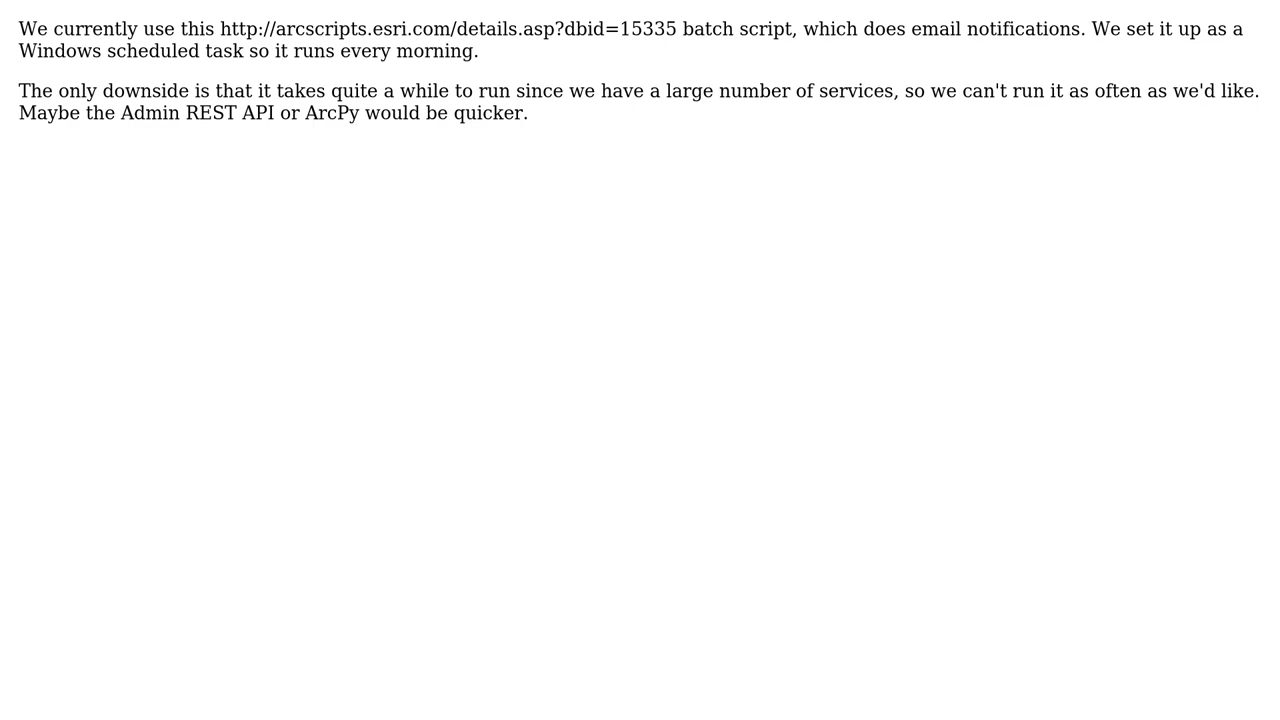 We currently use this http://arcscripts.esri.com/details.asp?dbid=15335 batch script, which does email notifications. We set it up as a
Windows scheduled task so it runs every morning.
The only downside is that it takes quite a while to run since we have a large number of services, so we can't run it as often as we'd like.
Maybe the Admin REST API or ArcPy would be quicker.